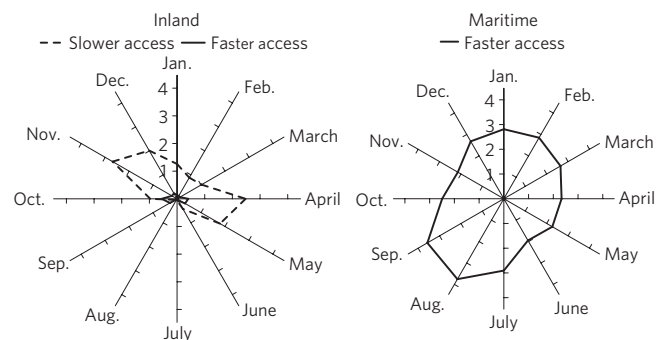 Inland
Slower access
Faster access
Jan.
Feb.
March
April
May
June
July
Aug.
Sep.
Oct.
Nov.
Dec.
4
3
2
1
Maritime
Faster access
Jan.
Feb.
March
April
May
June
July
Aug.
Sep.
Oct.
Nov.
Dec.
4
3
2
1